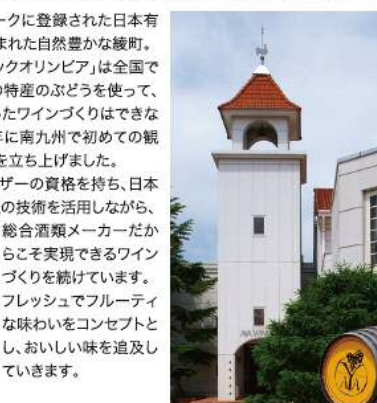 ークに登録された日本有
まれた自然豊かな綾町。
ックオリンピア」は全国で
の特産のぶどうを使って、
ったワインづくりはできな
年に南九州で初めての観
を立ち上げました。
ザーの資格を持ち、日本
の技術を活用しながら、
総合酒類メーカーだか
らこそ実現できるワイン
づくりを続けています。
フレッシュでフルーティ
な味わいをコンセプトと
し、おいしい味を追及し
ていきます。
AYA WINE
AYA